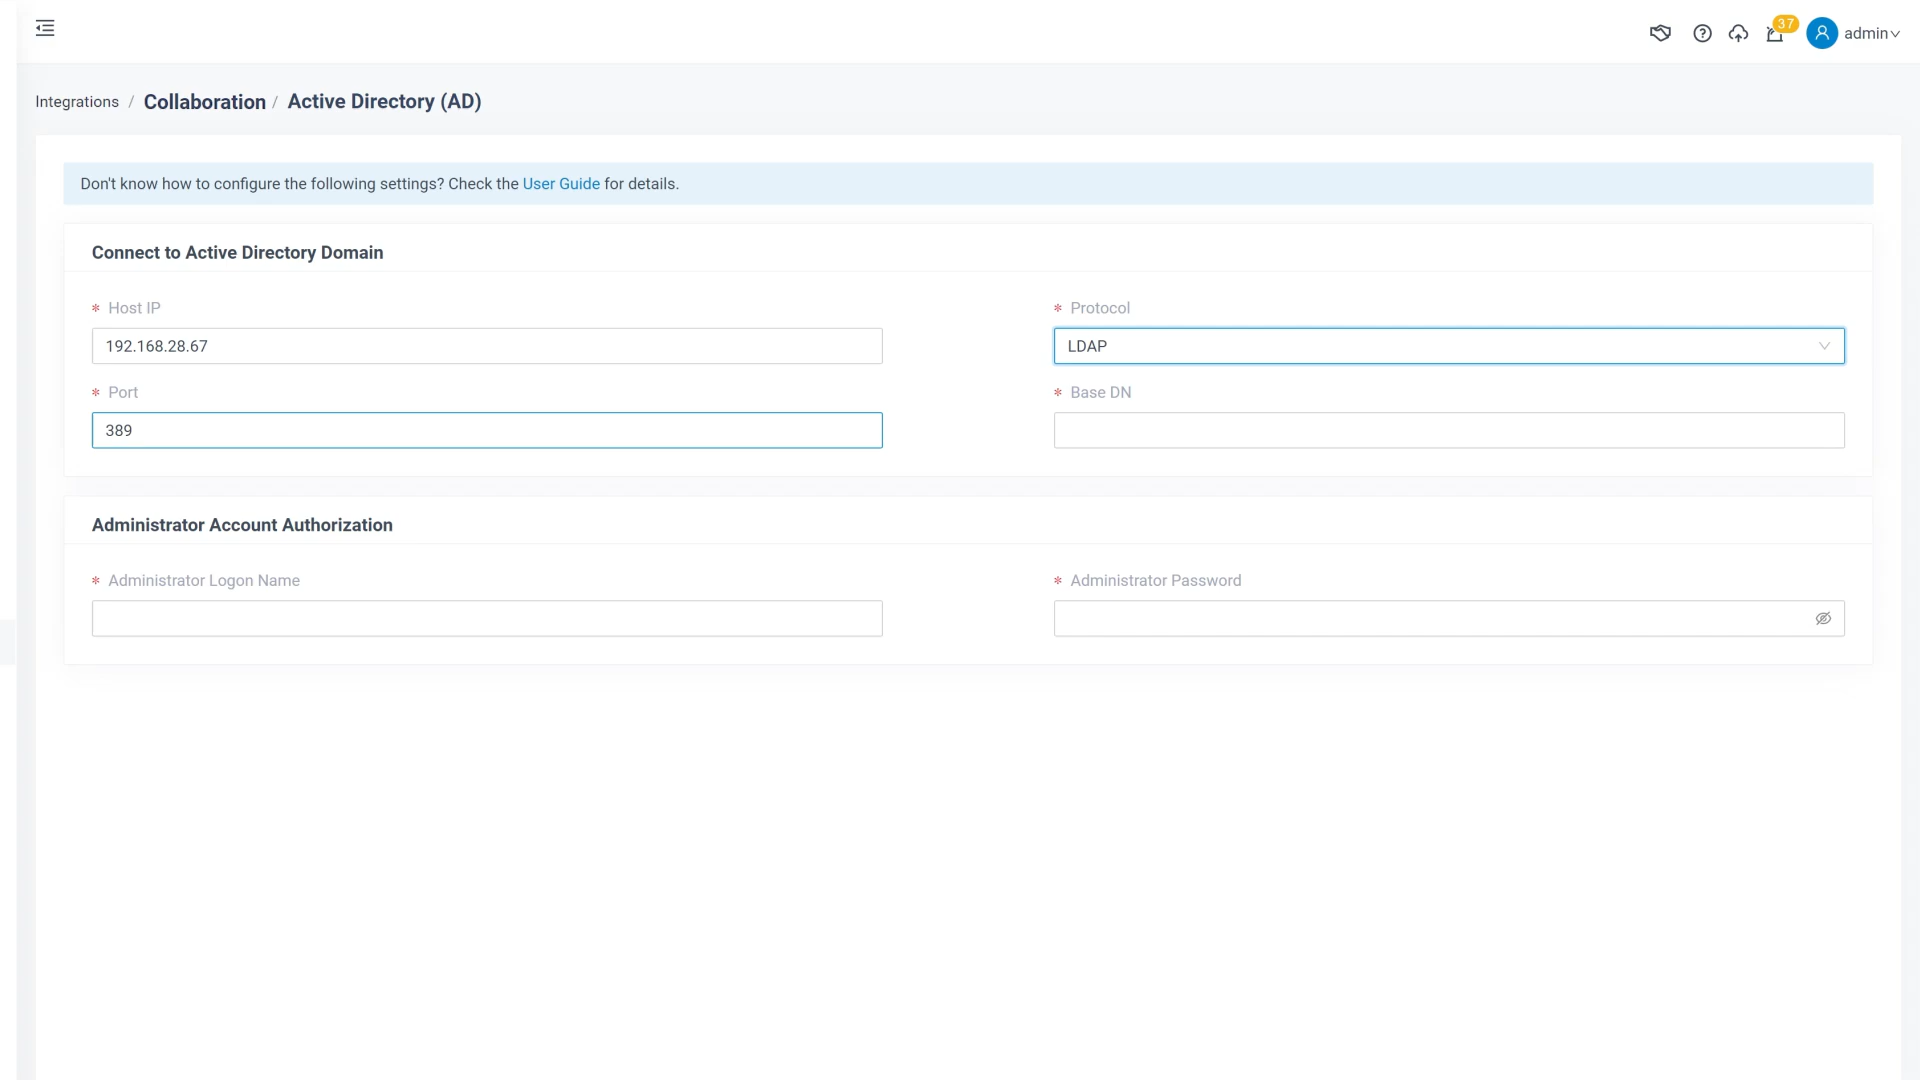 37
admin
Integrations / Collaboration / Active Directory (AD)
Don't know how to configure the following settings? Check the User Guide for details.
Connect to Active Directory Domain
* Host IP
* Protocol
192.168.28.67
LDAP
* Port
* Base DN
389
Administrator Account Authorization
* Administrator Logon Name
* Administrator Password